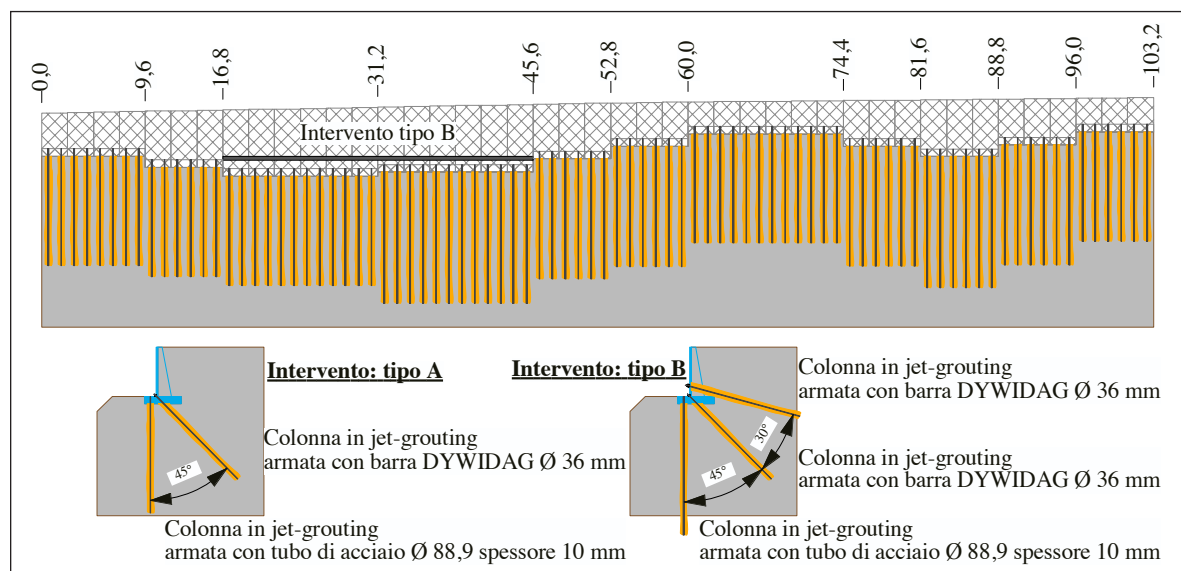 –0,0
–9,6
–16,8
–31,2
–45,6
–52,8
–60,0
–74,4
–81,6
–88,8
–96,0
–103,2
Intervento tipo B
Intervento: tipo A
Colonna in jet-grouting
armata con barra DYWIDAG Ø 36 mm
45°
Colonna in jet-grouting
armata con tubo di acciaio Ø 88,9 spessore 10 mm
Intervento: tipo B
Colonna in jet-grouting
armata con barra DYWIDAG Ø 36 mm
30°
Colonna in jet-grouting
armata con barra DYWIDAG Ø 36 mm
45°
Colonna in jet-grouting
armata con tubo di acciaio Ø 88,9 spessore 10 mm